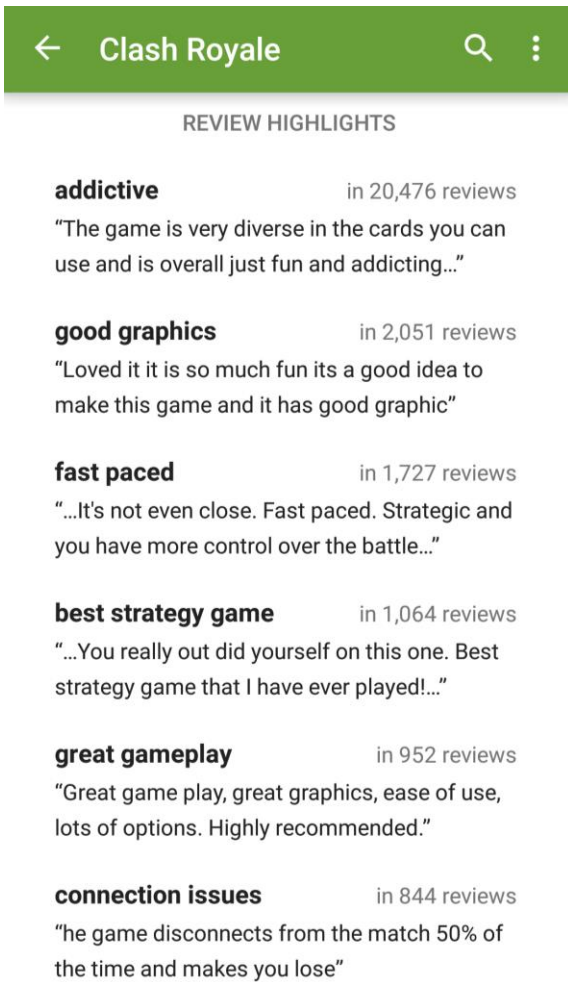 Clash Royale
REVIEW HIGHLIGHTS
addictive in 20,476 reviews
“The game is very diverse in the cards you can
use and is overall just fun and addicting...”
good graphics in 2,051 reviews
“Loved it it is so much fun its a good idea to
make this game and it has good graphic”
fast paced in 1,727 reviews
“...It's not even close. Fast paced. Strategic and
you have more control over the battle...”
best strategy game in 1,064 reviews
“...You really out did yourself on this one. Best
strategy game that I have ever played!...”
great gameplay in 952 reviews
“Great game play, great graphics, ease of use,
lots of options. Highly recommended.”
connection issues in 844 reviews
“he game disconnects from the match 50% of
the time and makes you lose”